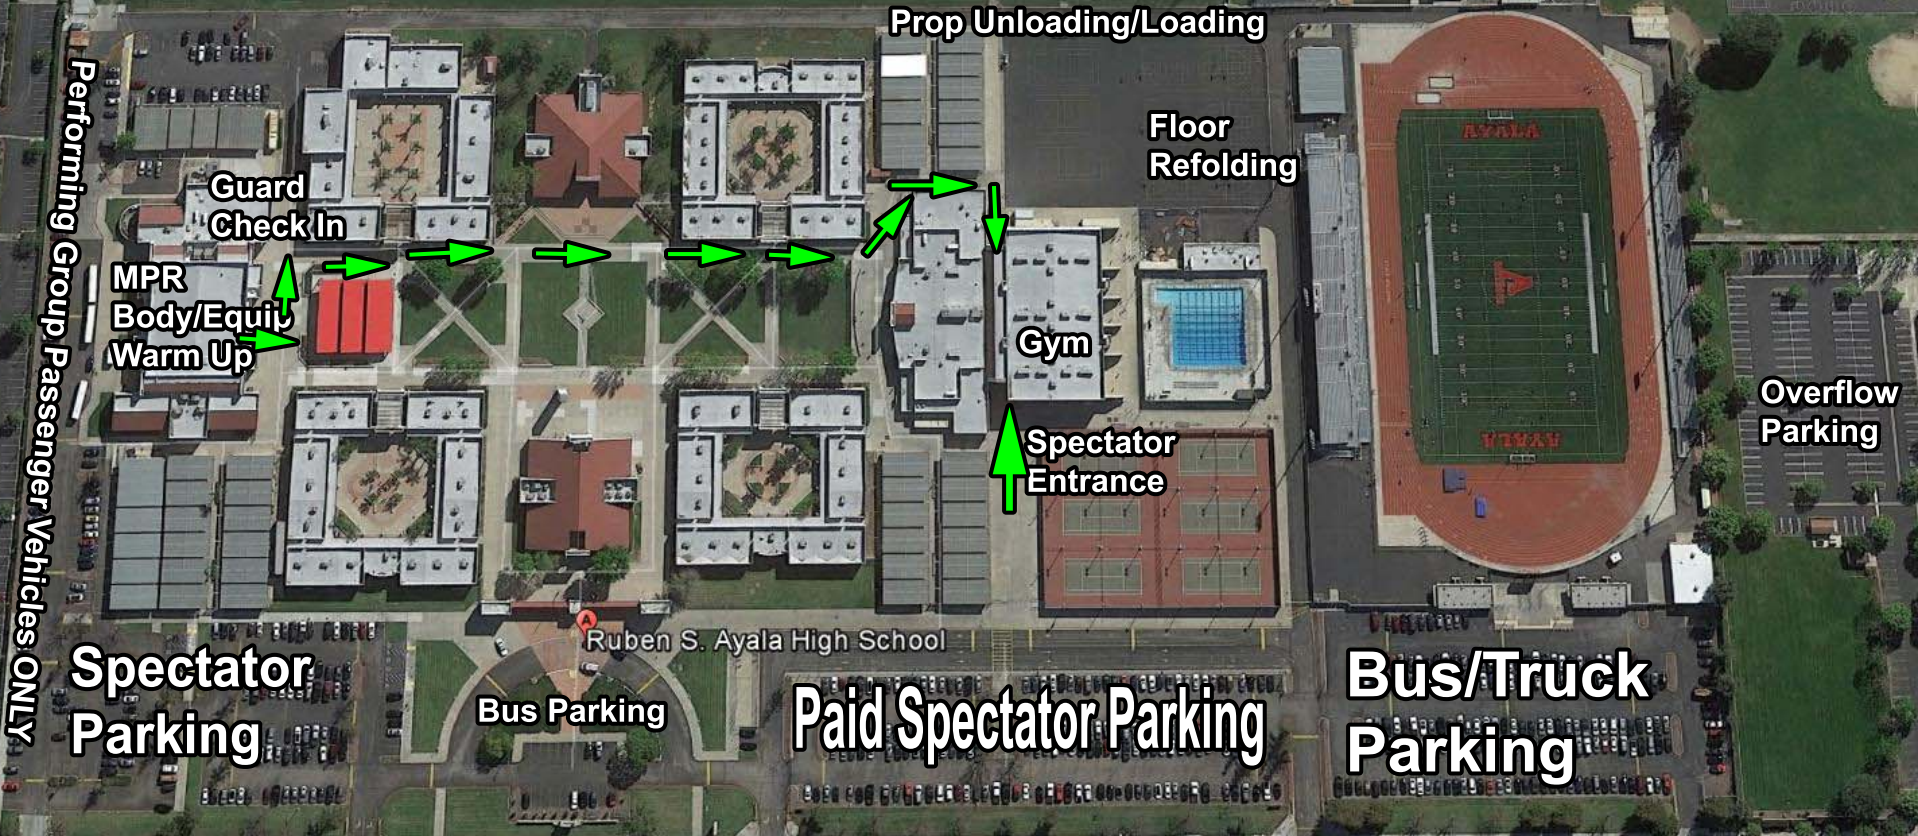 Prop Unloading/Loading
Performing Group Passenger Vehicles ONLY
Floor
Refolding
AYALA
Guard
Check In
MPR
Body/Equip
Warm Up
A
Gym
Overflow
Parking
Spectator
Entrance
AYALA
A
Ruben S. Ayala High School
Spectator
Parking
Bus Parking
Paid Spectator Parking
Bus/Truck
Parking